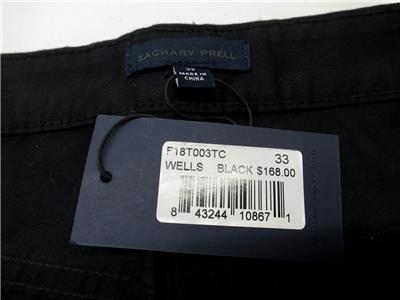 ZACHARY PRELL
33
MADE IN
CHINA
F18T003TC 33
WELLS BLACK $168.00
8 43244 10867 1